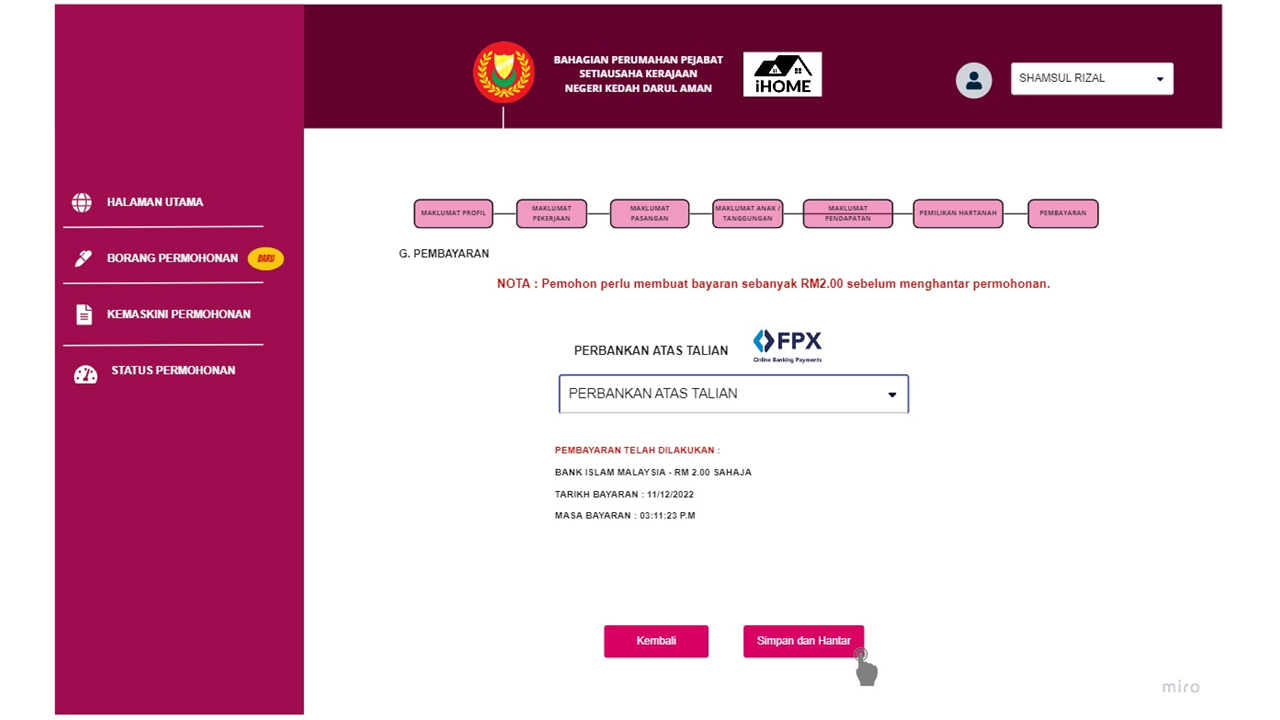 BAHAGIAN PERUMAHAN PEJABAT
SETIAUSAHA KERAJAAN
NEGERI KEDAH DARUL AMAN
iHOME
SHAMSUL RIZAL
HALAMAN UTAMA
BORANG PERMOHONAN
BARU
KEMASKINI PERMOHONAN
STATUS PERMOHONAN
MAKLUMAT PROFIL
MAKLUMAT
PEKERJAAN
MAKLUMAT
PASANGAN
MAKLUMAT ANAK /
TANGGUNGAN
MAKLUMAT
PENDAPATAN
PEMILIKAN HARTANAH
PEMBAYARAN
G. PEMBAYARAN
NOTA : Pemohon perlu membuat bayaran sebanyak RM2.00 sebelum menghantar permohonan.
PERBANKAN ATAS TALIAN
FPX
Online Banking Payments
PERBANKAN ATAS TALIAN
PEMBAYARAN TELAH DILAKUKAN :
BANK ISLAM MALAYSIA - RM 2.00 SAHAJA
TARIKH BAYARAN : 11/12/2022
MASA BAYARAN : 03:11:23 P.M
Kembali
Simpan dan Hantar
miro